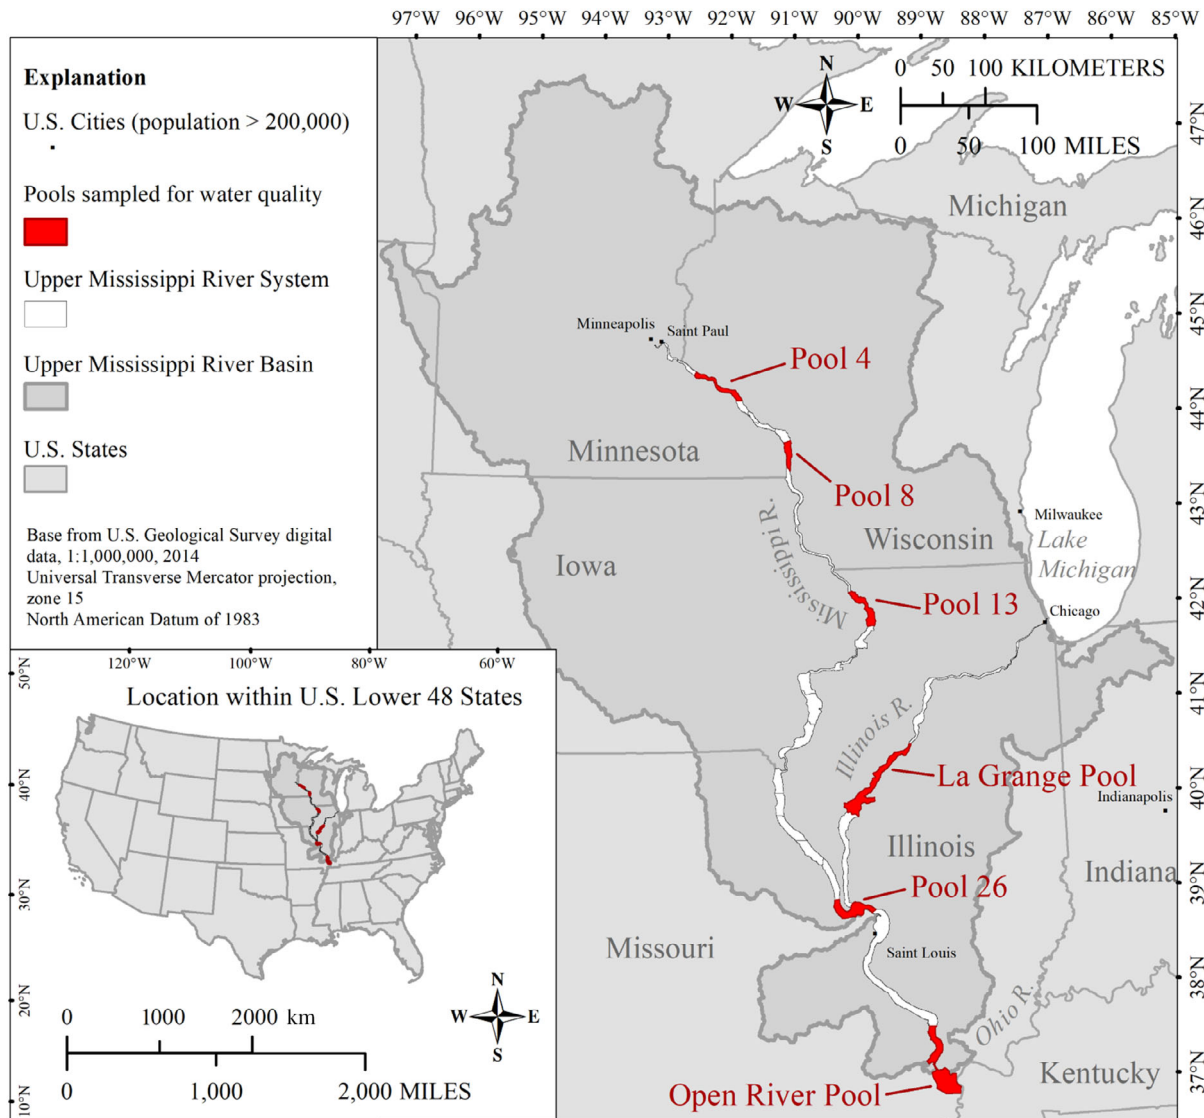 97°W 96°W 95°W 94°W 93°W 92°W 91°W 90°W 89°W 88°W 87°W 86°W 85°W
Explanation
U.S. Cities (population > 200,000)
Pools sampled for water quality
Upper Mississippi River System
Upper Mississippi River Basin
U.S. States
Base from U.S. Geological Survey digital
data, 1:1,000,000, 2014
Universal Transverse Mercator projection,
zone 15
North American Datum of 1983
N
W E
S
0 50 100 KILOMETERS
0 50 100 MILES
47°N
46°N
45°N
44°N
43°N
42°N
41°N
40°N
39°N
38°N
37°N
Michigan
Minneapolis
Saint Paul
Pool 4
Minnesota
Pool 8
Milwaukee
Wisconsin
Lake
Michigan
Mississippi R.
Iowa
Pool 13
Chicago
Illinois R.
La Grange Pool
Indianapolis
Illinois
Indiana
Pool 26
Missouri
Saint Louis
Ohio R.
Kentucky
Open River Pool
120°W 100°W 80°W 60°W
50°N
40°N
30°N
20°N
10°N
Location within U.S. Lower 48 States
N
W E
S
0 1000 2000 km
0 1,000 2,000 MILES